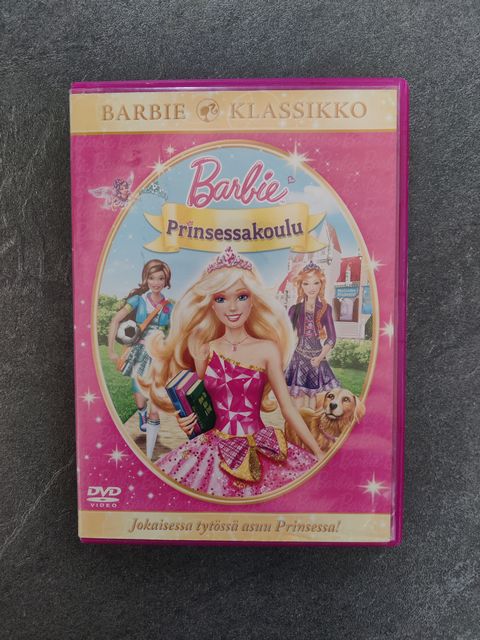 BARBIE KLASSIKKO
Barbie
Prinsessakoulu
DVD
VIDEO
Jokaisessa tytössä asuu Prinsessa!